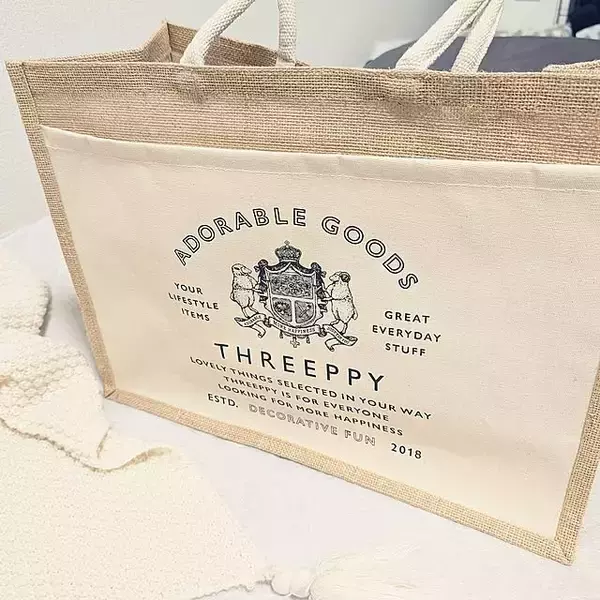 ADORABLE GOODS
YOUR
LIFESTYLE
ITEMS
GREAT
EVERYDAY
STUFF
HAPPINESS
THREEPPY
LOVELY THINGS SELECTED IN YOUR WAY
THREEPPY IS FOR EVERYONE
LOOKING FOR MORE HAPPINESS
ESTD. DECORATIVE FUN 2018